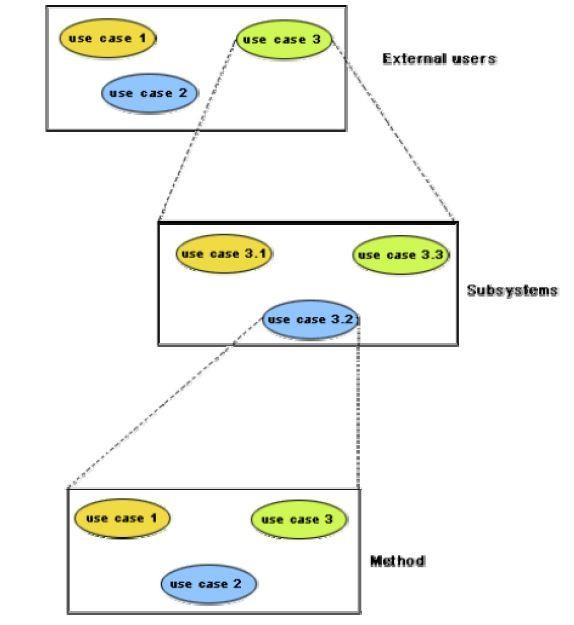 use case 1
use case 3
External users
use case 2
use case 3.1
use case 3.3
Subsystems
use case 3.2
use case 1
use case 3
Method
use case 2